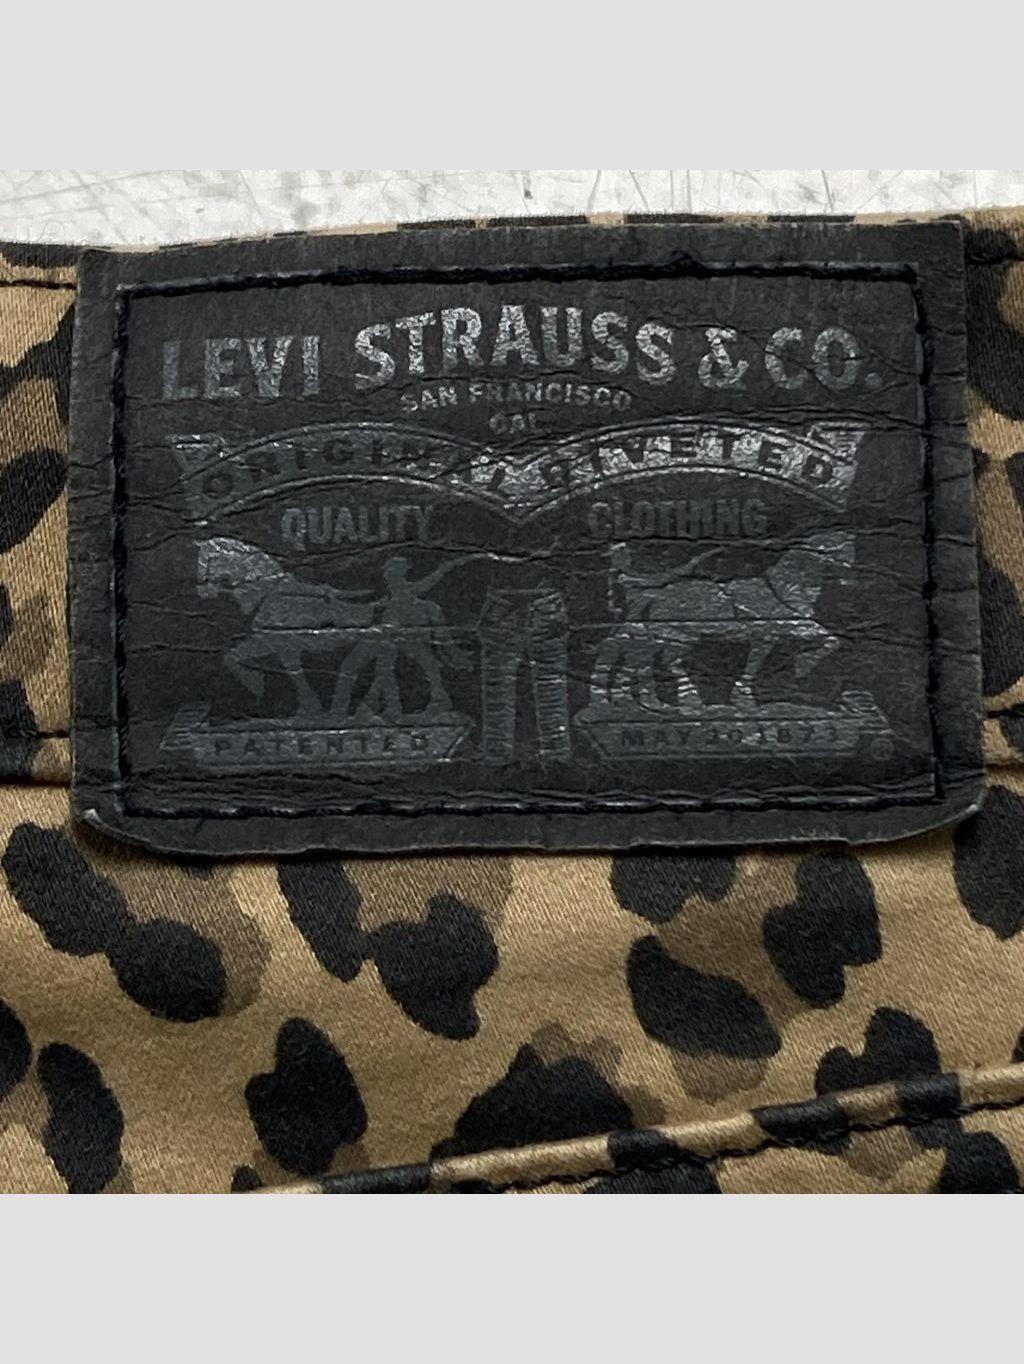 LEVI STRAUSS & CO.
SAN FRANCISCO
CAL.
ORIGINAL RIVETED
QUALITY CLOTHING
PATENTED MAY 20 1873
®